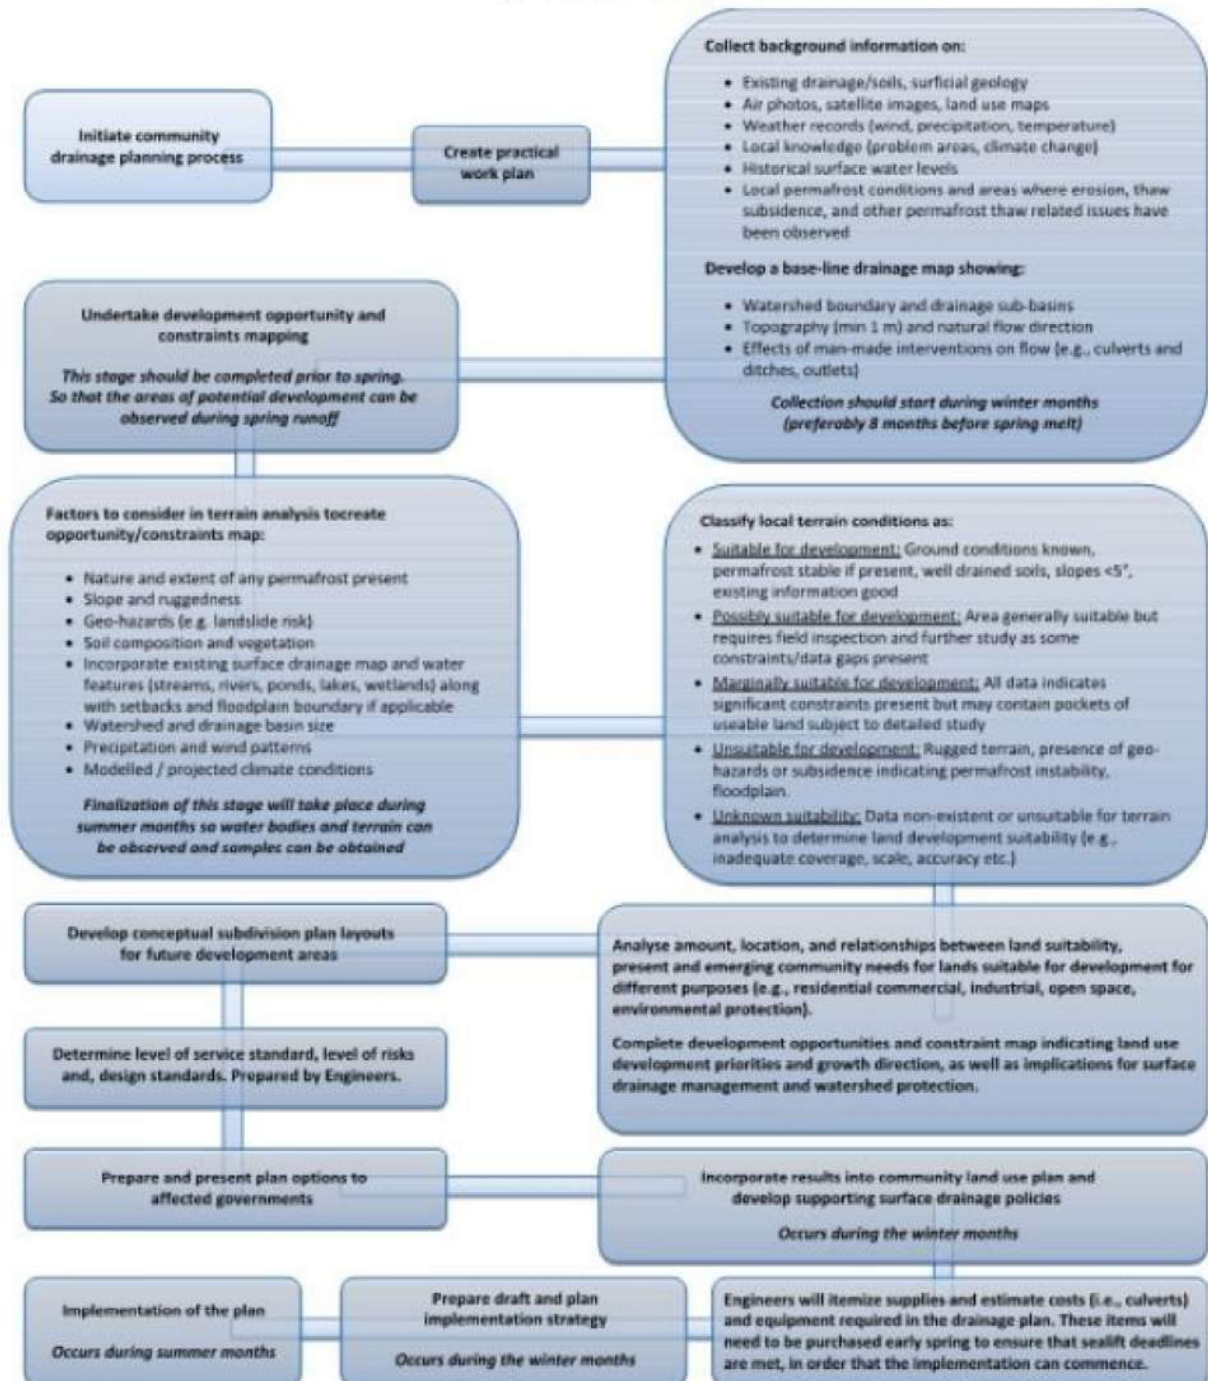 Initiate community
drainage planning process
Create practical
work plan
Collect background information on:
• Existing drainage/soils, surficial geology
• Air photos, satellite images, land use maps
• Weather records (wind, precipitation, temperature)
• Local knowledge (problem areas, climate change)
• Historical surface water levels
• Local permafrost conditions and areas where erosion, thaw
subsidence, and other permafrost thaw related issues have
been observed
Develop a base-line drainage map showing:
• Watershed boundary and drainage sub-basins
• Topography (min 1 m) and natural flow direction
• Effects of man-made interventions on flow (e.g., culverts and
ditches, outlets)
Collection should start during winter months
(preferably 8 months before spring melt)
Undertake development opportunity and
constraints mapping
This stage should be completed prior to spring.
So that the areas of potential development can be
observed during spring runoff
Factors to consider in terrain analysis tocreate
opportunity/constraints map:
• Nature and extent of any permafrost present
• Slope and ruggedness
• Geo-hazards (e.g. landslide risk)
• Soil composition and vegetation
• Incorporate existing surface drainage map and water
features (streams, rivers, ponds, lakes, wetlands) along
with setbacks and floodplain boundary if applicable
• Watershed and drainage basin size
• Precipitation and wind patterns
• Modelled / projected climate conditions
Finalization of this stage will take place during
summer months so water bodies and terrain can
be observed and samples can be obtained
Classify local terrain conditions as:
• Suitable for development: Ground conditions known,
permafrost stable if present, well drained soils, slopes <5°,
existing information good
• Possibly suitable for development: Area generally suitable but
requires field inspection and further study as some
constraints/data gaps present
• Marginally suitable for development: All data indicates
significant constraints present but may contain pockets of
useable land subject to detailed study
• Unsuitable for development: Rugged terrain, presence of geo-
hazards or subsidence indicating permafrost instability,
floodplain.
• Unknown suitability: Data non-existent or unsuitable for terrain
analysis to determine land development suitability (e.g.,
inadequate coverage, scale, accuracy etc.)
Analyse amount, location, and relationships between land suitability,
present and emerging community needs for lands suitable for development for
different purposes (e.g., residential commercial, industrial, open space,
environmental protection).
Complete development opportunities and constraint map indicating land use
development priorities and growth direction, as well as implications for surface
drainage management and watershed protection.
Develop conceptual subdivision plan layouts
for future development areas
Determine level of service standard, level of risks
and, design standards. Prepared by Engineers.
Prepare and present plan options to
affected governments
Incorporate results into community land use plan and
develop supporting surface drainage policies
Occurs during the winter months
Engineers will itemize supplies and estimate costs (i.e., culverts)
and equipment required in the drainage plan. These items will
need to be purchased early spring to ensure that sealift deadlines
are met, in order that the implementation can commence.
Prepare draft and plan
implementation strategy
Occurs during the winter months
Implementation of the plan
Occurs during summer months